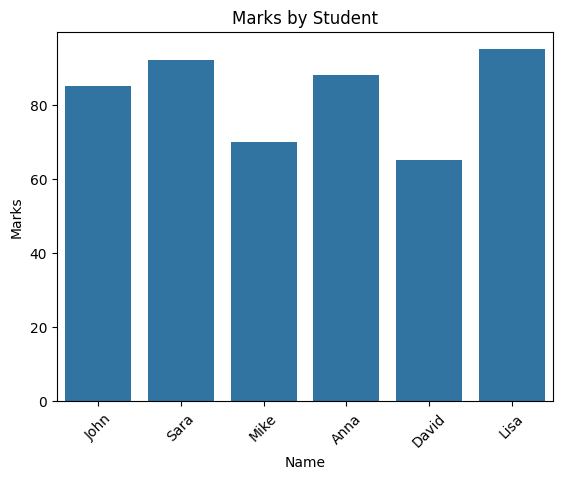 Marks by Student
Marks
80
60
40
20
0
John
Sara
Mike
Anna
David
Lisa
Name